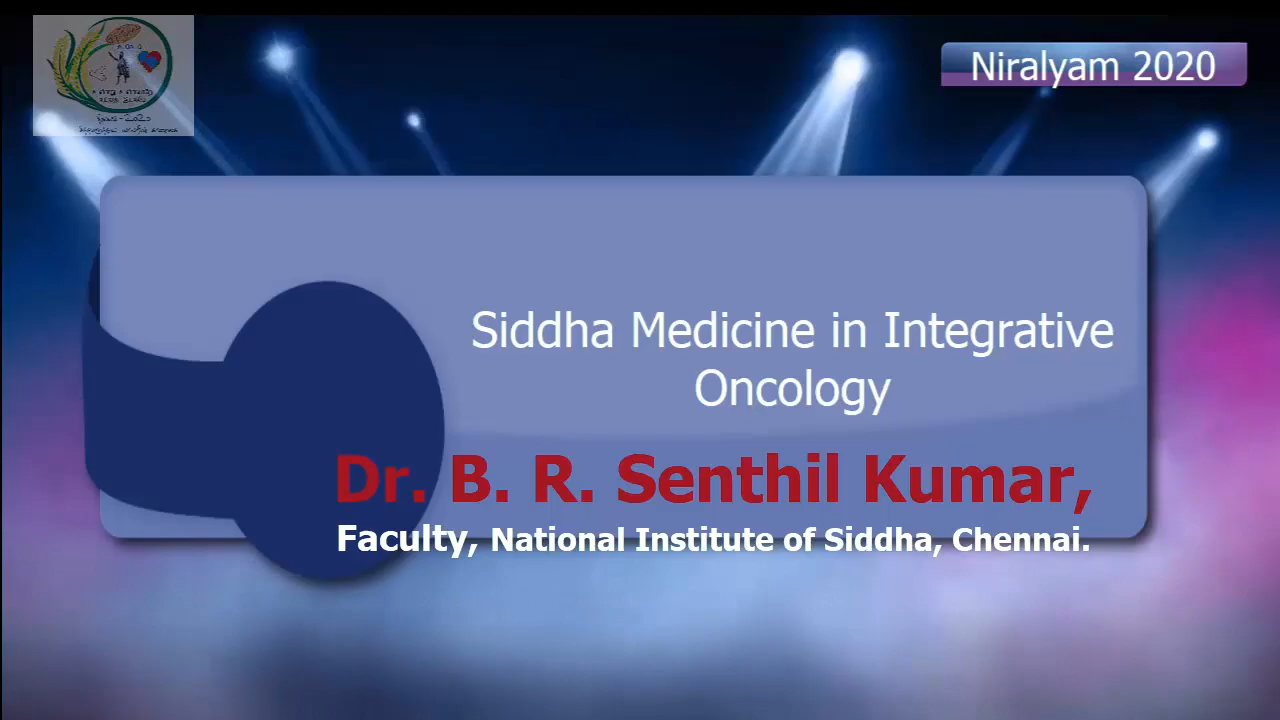 Niralyam 2020
Siddha Medicine in Integrative
Oncology
Dr. B. R. Senthil Kumar,
Faculty, National Institute of Siddha, Chennai.